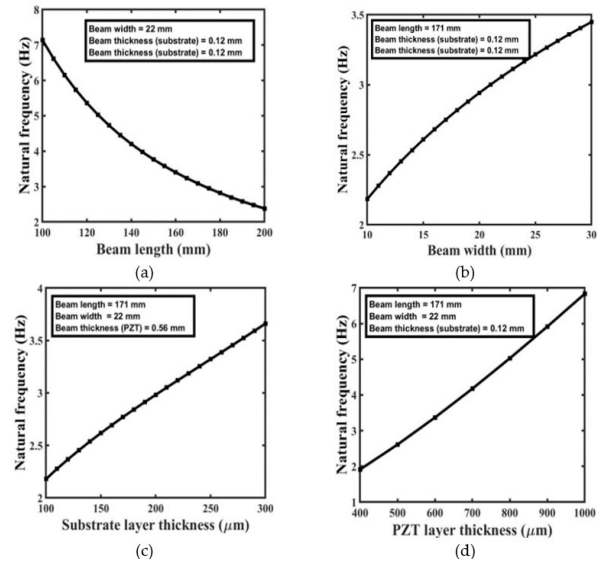 8
7
6
5
4
3
2
Natural frequency (Hz)
Beam width = 22 mm
Beam thickness (substrate) = 0.12 mm
Beam thickness (substrate) = 0.12 mm
100 120 140 160 180 200
Beam length (mm)
(a)
3.5
3
2.5
2
Natural frequency (Hz)
Beam length = 171 mm
Beam thickness (substrate) = 0.12 mm
Beam thickness (substrate) = 0.12 mm
10 15 20 25 30
Beam width (mm)
(b)
4
3.5
3
2.5
2
Natural frequency (Hz)
Beam length = 171 mm
Beam width = 22 mm
Beam thickness (PZT) = 0.56 mm
100 150 200 250 300
Substrate layer thickness (μm)
(c)
7
6
5
4
3
2
1
Natural frequency (Hz)
Beam length = 171 mm
Beam width = 22 mm
Beam thickness (substrate) = 0.12 mm
400 500 600 700 800 900 1000
PZT layer thickness (μm)
(d)